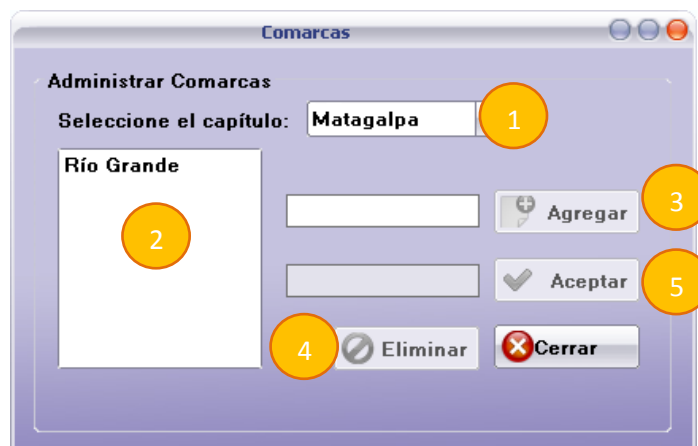 Comarcas
Administrar Comarcas
Seleccione el capítulo: Matagalpa 1
Río Grande
2
Agregar 3
Aceptar 5
4 Eliminar Cerrar